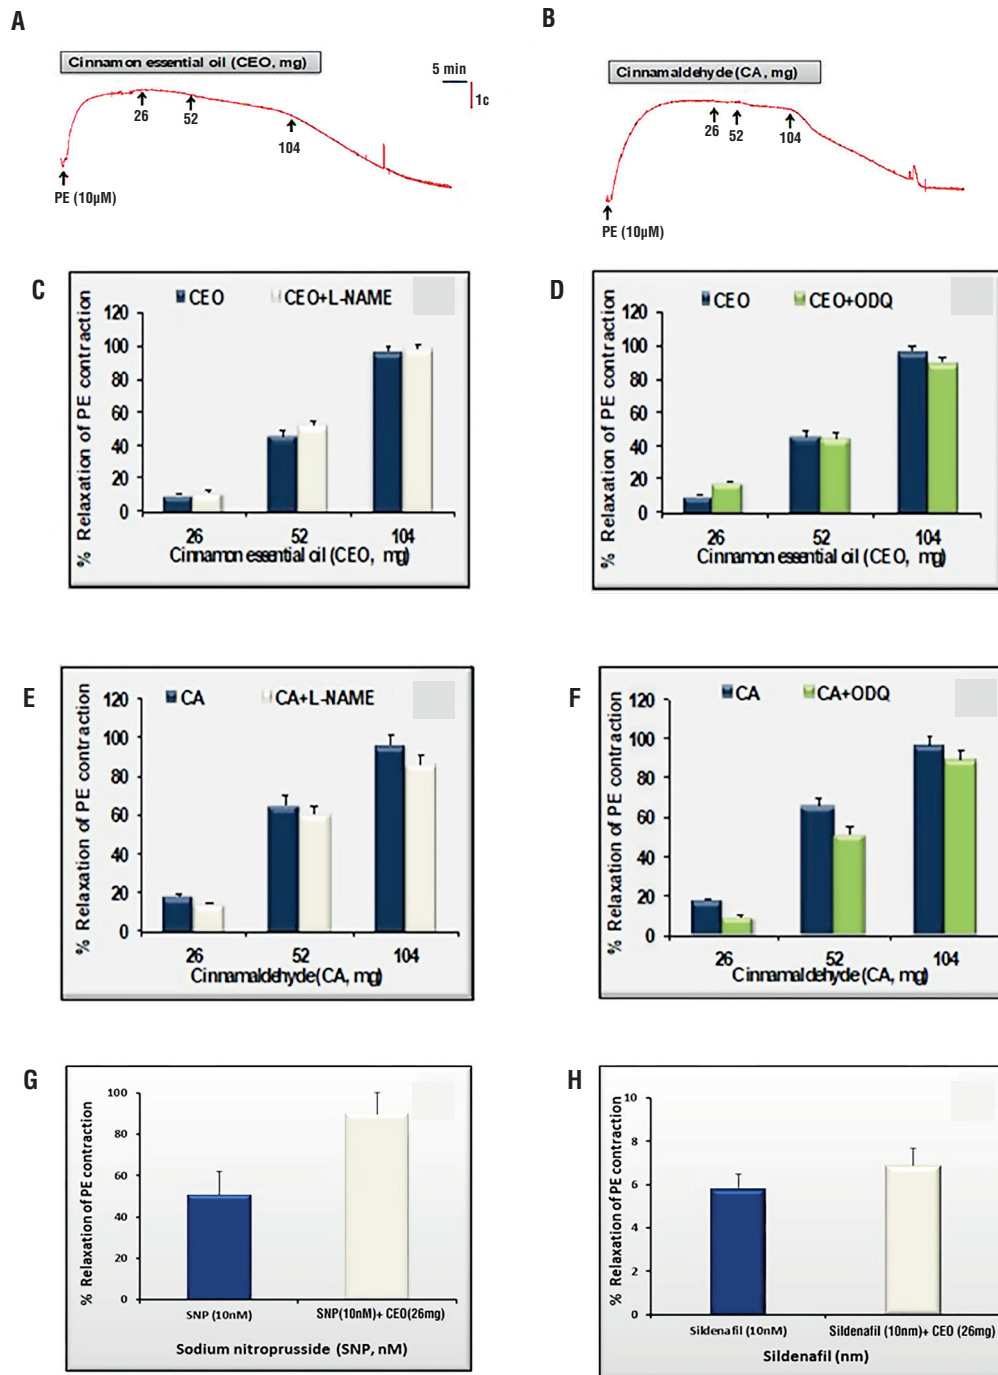 A
Cinnamon essential oil (CEO, mg)
5 min
1c
26
52
104
PE (10µM)
B
Cinnamaldehyde (CA, mg)
26
52
104
PE (10µM)
C
CEO
CEO+L-NAME
% Relaxation of PE contraction
120
100
80
60
40
20
0
26
52
104
Cinnamon essential oil (CEO, mg)
D
CEO
CEO+ODQ
% Relaxation of PE contraction
120
100
80
60
40
20
0
26
52
104
Cinnamon essential oil (CEO, mg)
E
CA
CA+L-NAME
% Relaxation of PE contraction
120
100
80
60
40
20
0
26
52
104
Cinnamaldehyde(CA, mg)
F
CA
CA+ODQ
% Relaxation of PE contraction
120
100
80
60
40
20
0
26
52
104
Cinnamaldehyde (CA, mg)
G
% Relaxation of PE contraction
100
80
60
40
20
0
SNP (10nM)
SNP(10nM)+ CEO(26mg)
Sodium nitroprusside (SNP, nM)
H
% Relaxation of PE contraction
10
8
6
4
2
0
Sildenafil (10nM)
Sildenafil (10nm)+ CEO (26mg)
Sildenafil (nm)